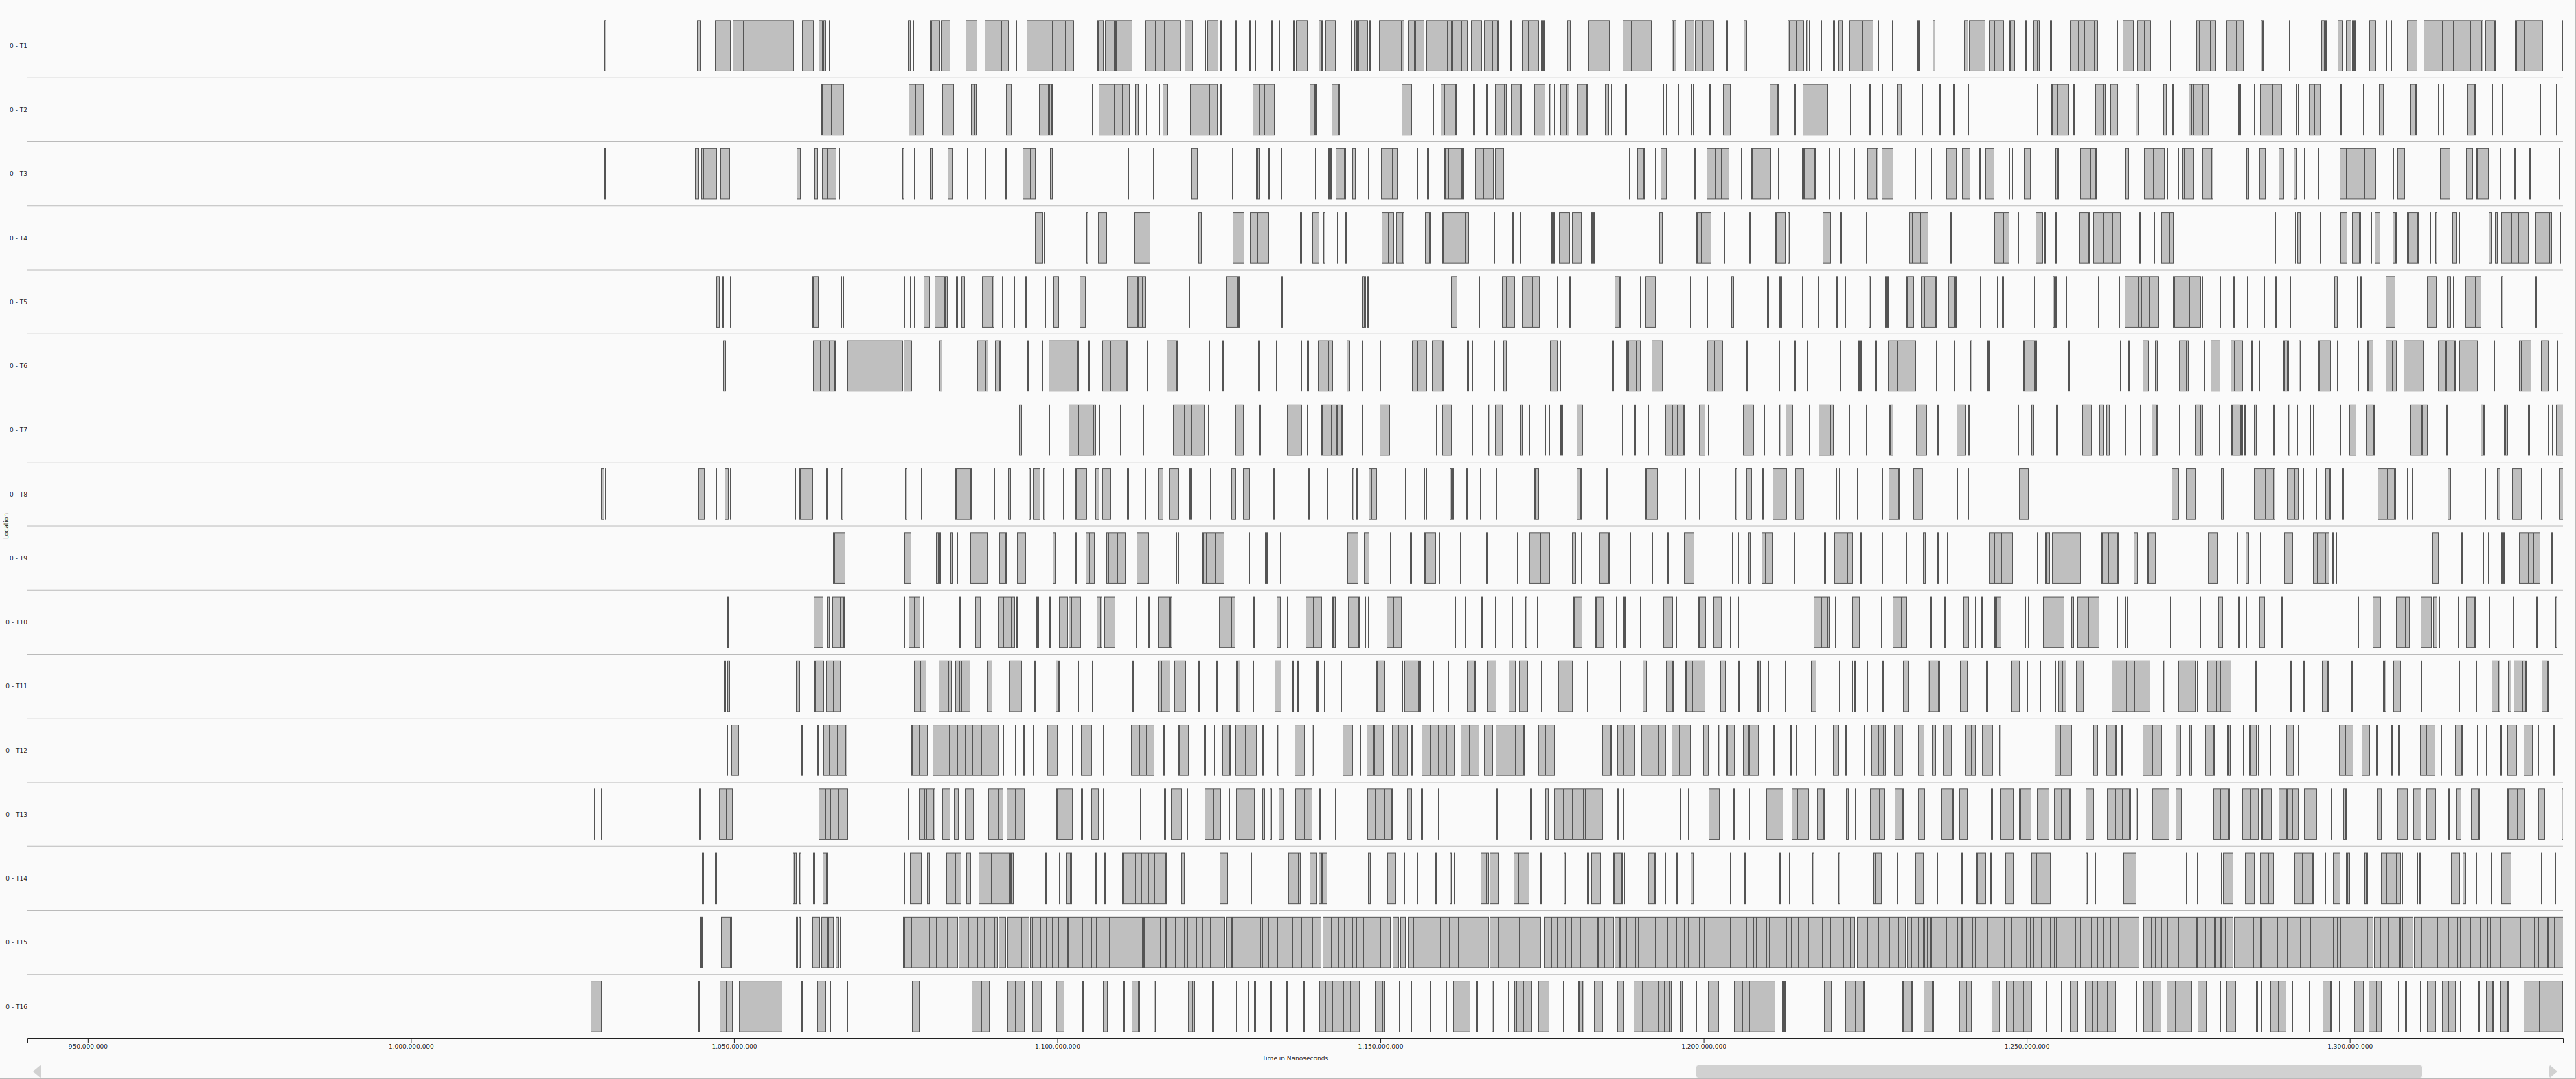 0 - T1
0 - T2
0 - T3
0 - T4
0 - T5
0 - T6
0 - T7
0 - T8
Location
0 - T9
0 - T10
0 - T11
0 - T12
0 - T13
0 - T14
0 - T15
0 - T16
950,000,000 1,000,000,000 1,050,000,000 1,100,000,000 1,150,000,000 1,200,000,000 1,250,000,000 1,300,000,000
Time in Nanoseconds